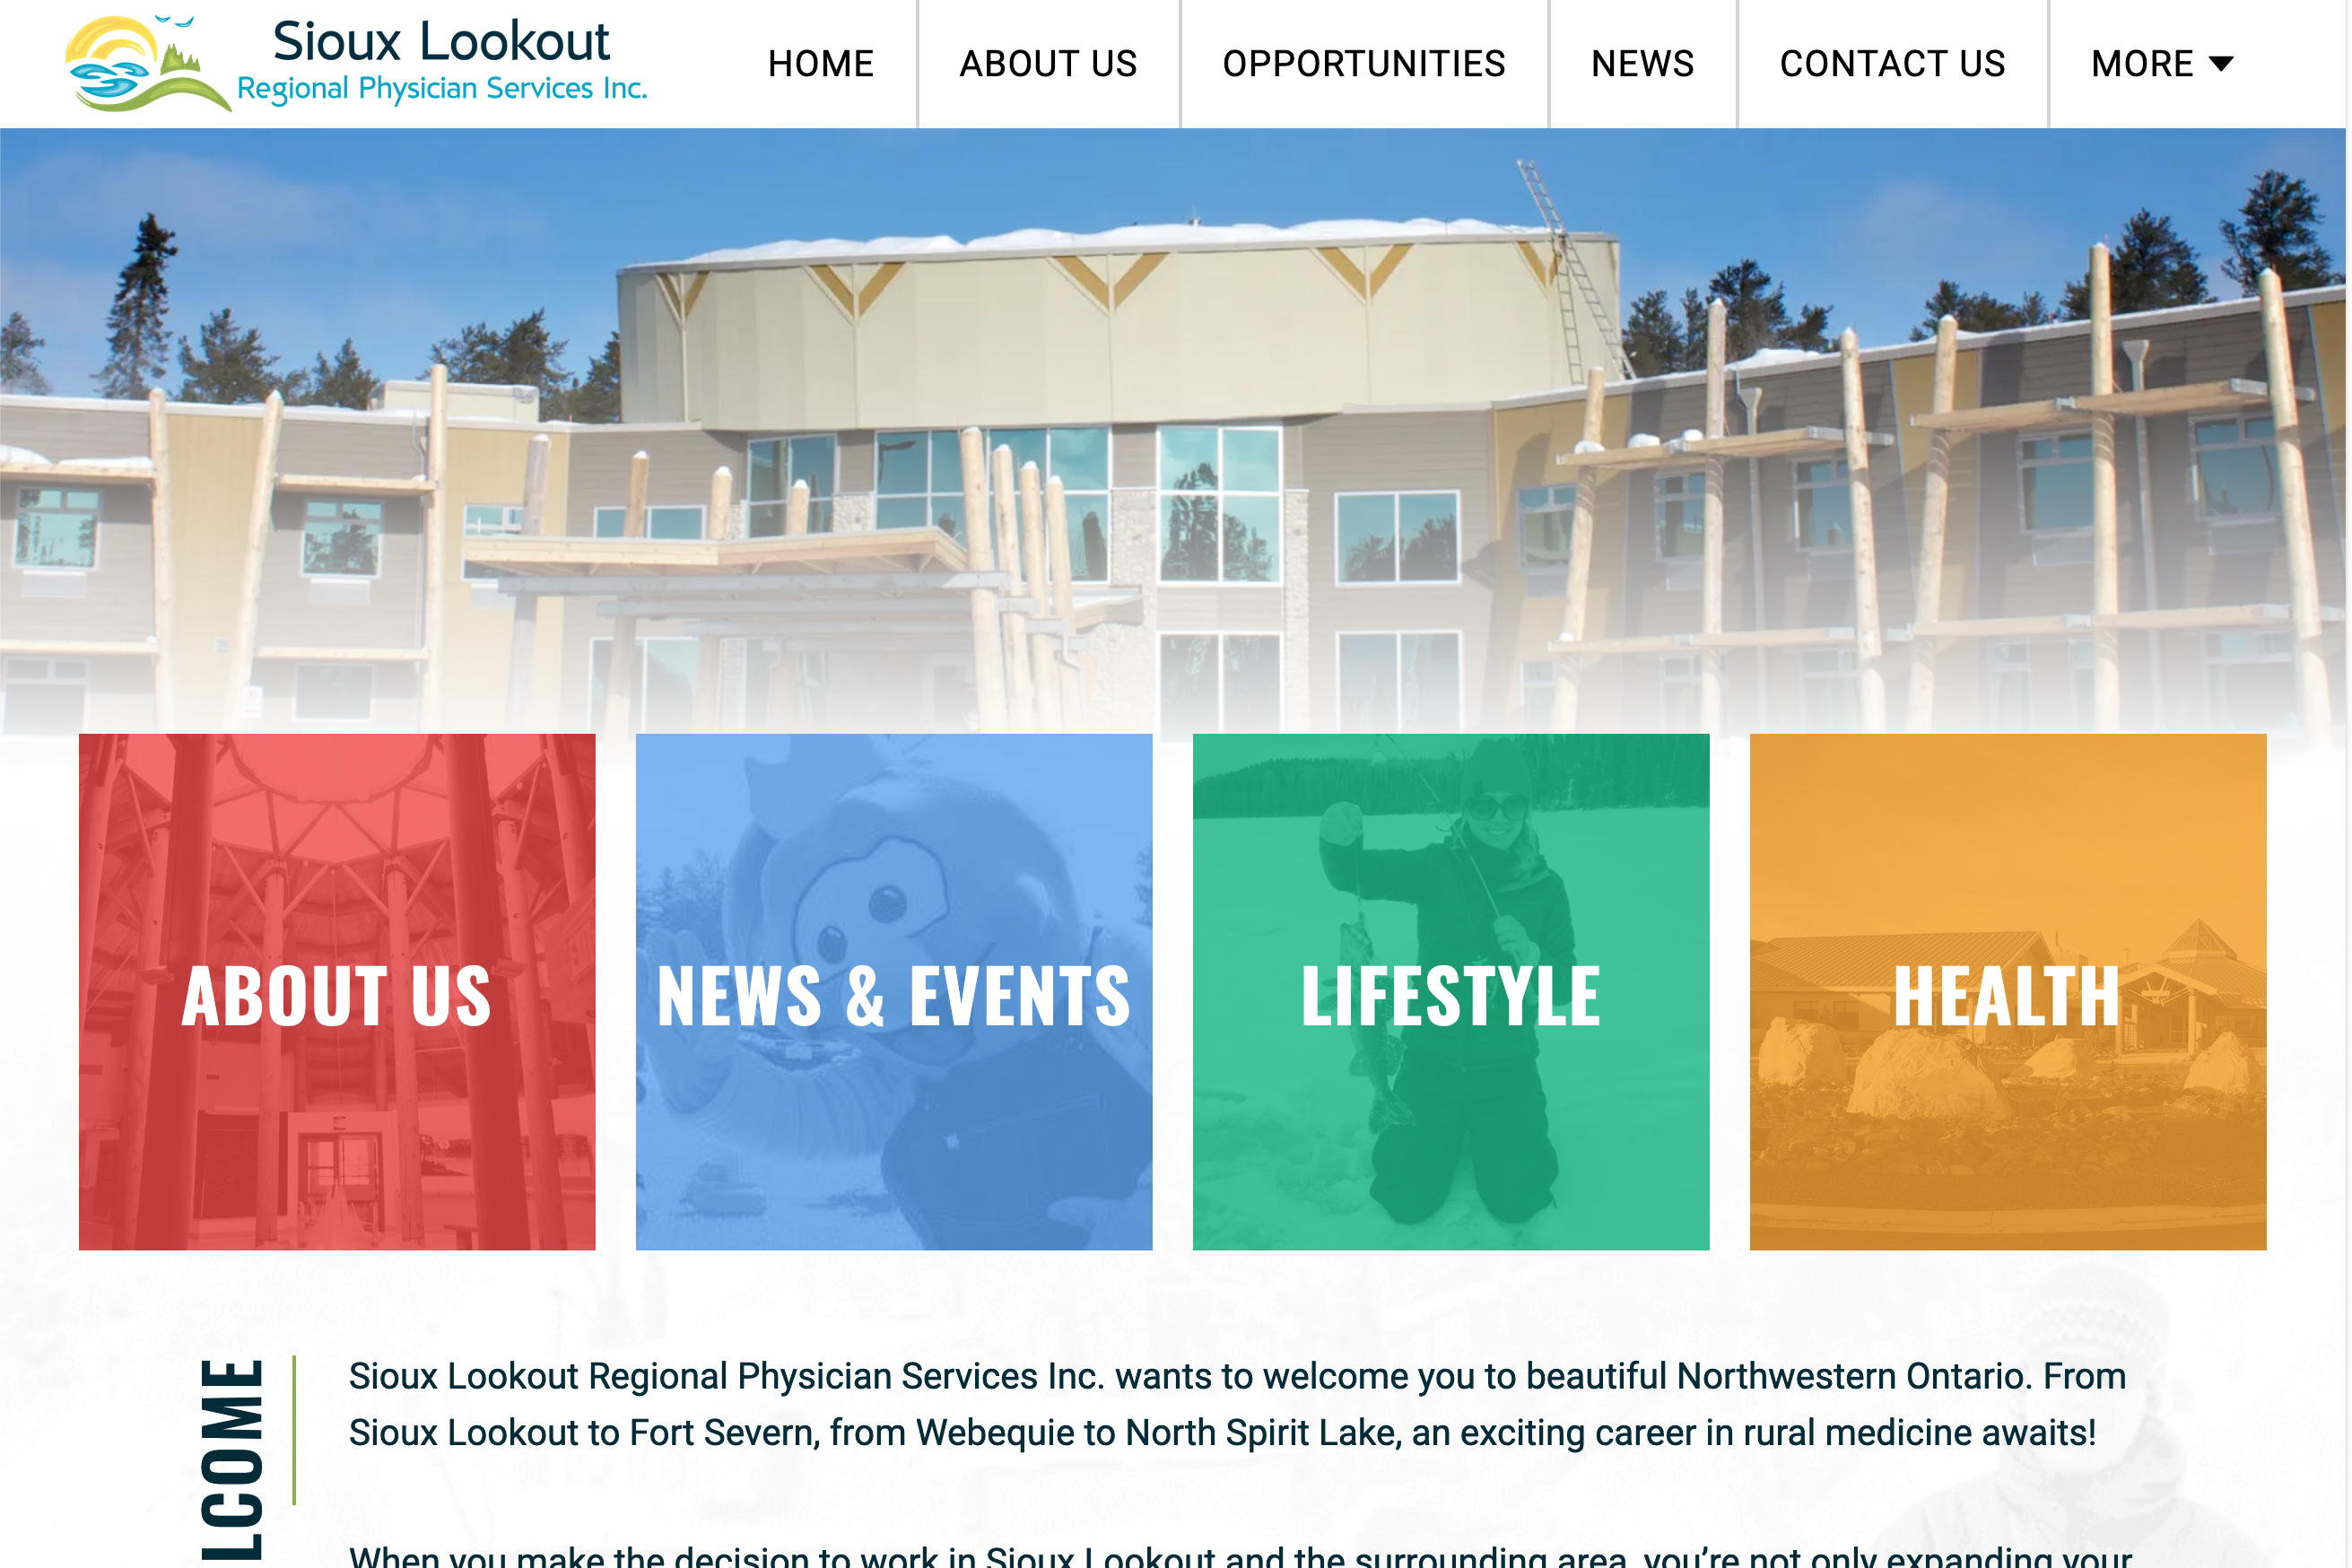 Sioux Lookout
Regional Physician Services Inc.
HOME
ABOUT US
OPPORTUNITIES
NEWS
CONTACT US
MORE
ABOUT US
NEWS & EVENTS
LIFESTYLE
HEALTH
LCOME
Sioux Lookout Regional Physician Services Inc. wants to welcome you to beautiful Northwestern Ontario. From
Sioux Lookout to Fort Severn, from Webequie to North Spirit Lake, an exciting career in rural medicine awaits!
When you make the decision to work in Sioux Lookout and the surrounding area, you’re not only expanding your